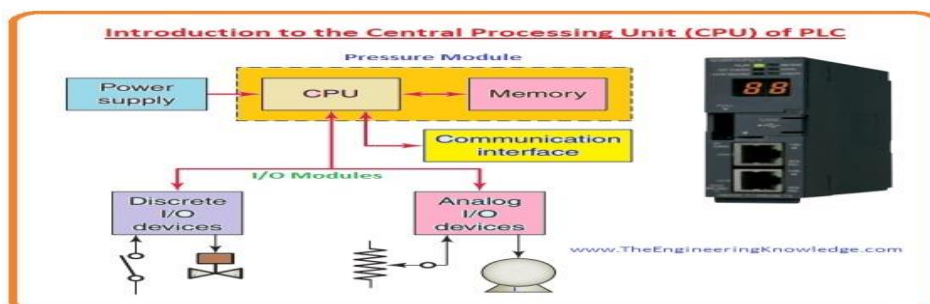 Introduction to the Central Processing Unit (CPU) of PLC
Pressure Module
Power
supply
CPU
Memory
Communication
interface
I/O Modules
Discrete
I/O
devices
Analog
I/O
devices
88
www.TheEngineeringKnowledge.com